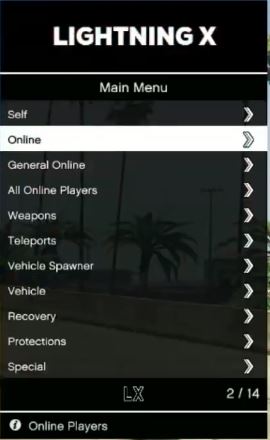 LIGHTNING X
Main Menu
Self
Online
General Online
All Online Players
Weapons
Teleports
Vehicle Spawner
Vehicle
Recovery
Protections
Special
LX 2 / 14
Online Players